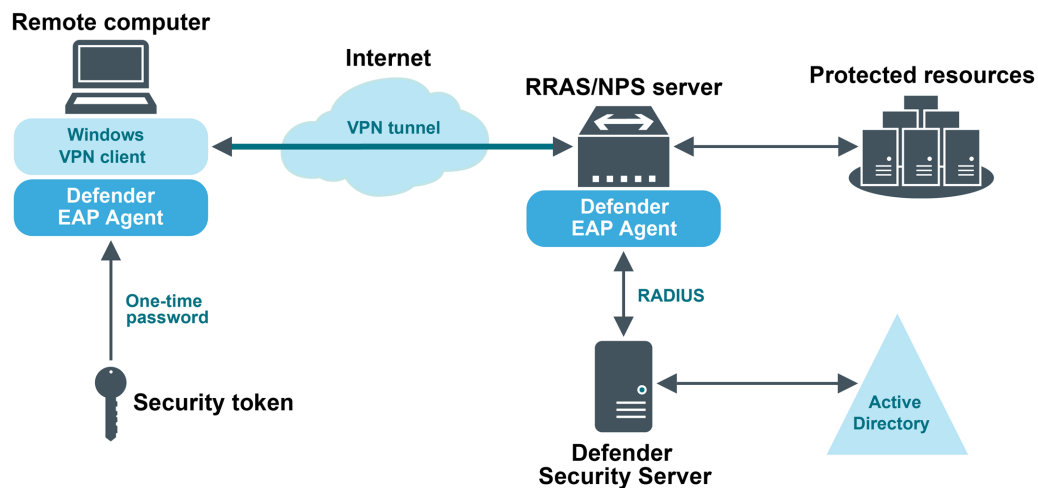 Remote computer
Windows
VPN client
Defender
EAP Agent
One-time
password
Security token
Internet
VPN tunnel
RRAS/NPS server
Defender
EAP Agent
RADIUS
Defender
Security Server
Protected resources
Active
Directory